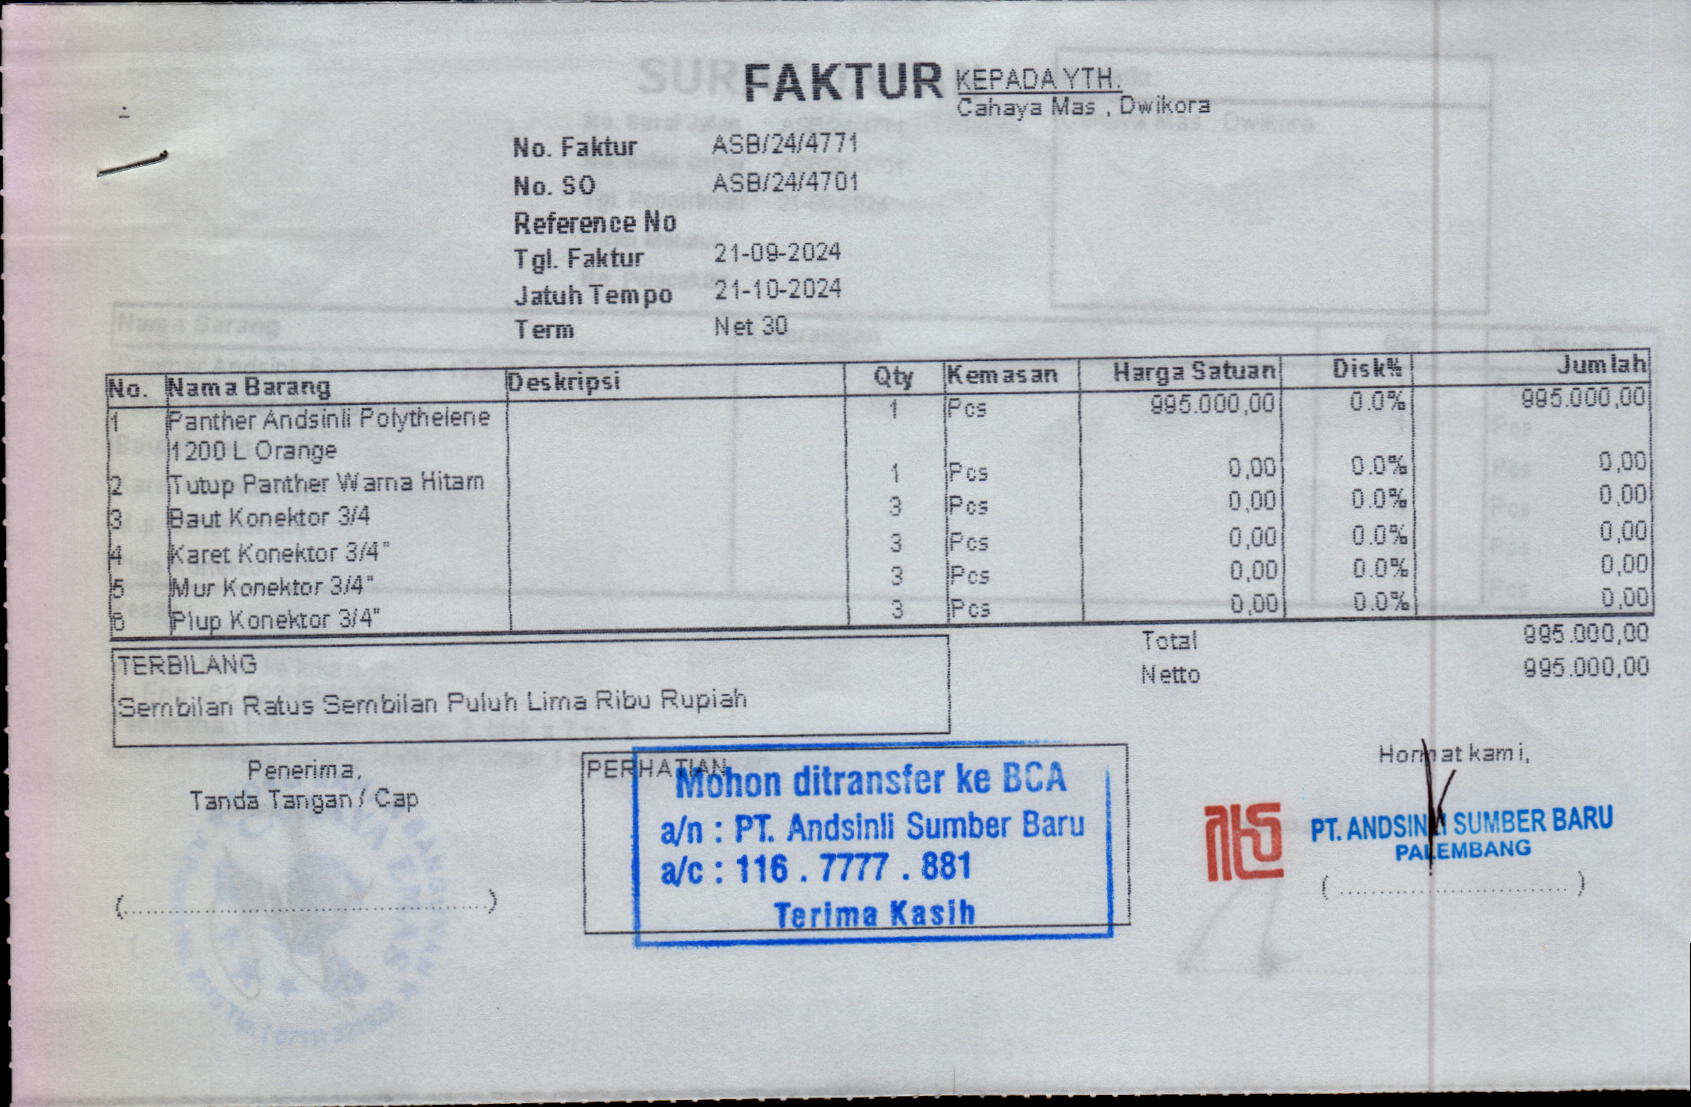 FAKTUR
KEPADA YTH.
Cahaya Mas , Dwikora
No. Faktur ASB/24/4771
No. SO ASB/24/4701
Reference No
Tgl. Faktur 21-09-2024
Jatuh Tempo 21-10-2024
Term Net 30
No. Nama Barang Deskripsi Qty Kemasan Harga Satuan Disk% Jumlah
1 Panther Andsinli Polythelene 1 Pcs 995.000,00 0.0% 995.000,00
1200 L Orange
2 Tutup Panther Warna Hitam 1 Pcs 0,00 0.0% 0,00
3 Baut Konektor 3/4 3 Pcs 0,00 0.0% 0,00
4 Karet Konektor 3/4" 3 Pcs 0,00 0.0% 0,00
5 Mur Konektor 3/4" 3 Pcs 0,00 0.0% 0,00
6 Plup Konektor 3/4" 3 Pcs 0,00 0.0% 0,00
Total 995.000,00
Netto 995.000,00
TERBILANG
Sembilan Ratus Sembilan Puluh Lima Ribu Rupiah
Penerima,
Tanda Tangan / Cap
(................................................)
PERHATIAN
Mohon ditransfer ke BCA
a/n : PT. Andsinli Sumber Baru
a/c : 116 . 7777 . 881
Terima Kasih
Hormat kami,
PT. ANDSINLI SUMBER BARU
PALEMBANG
( .............................. )